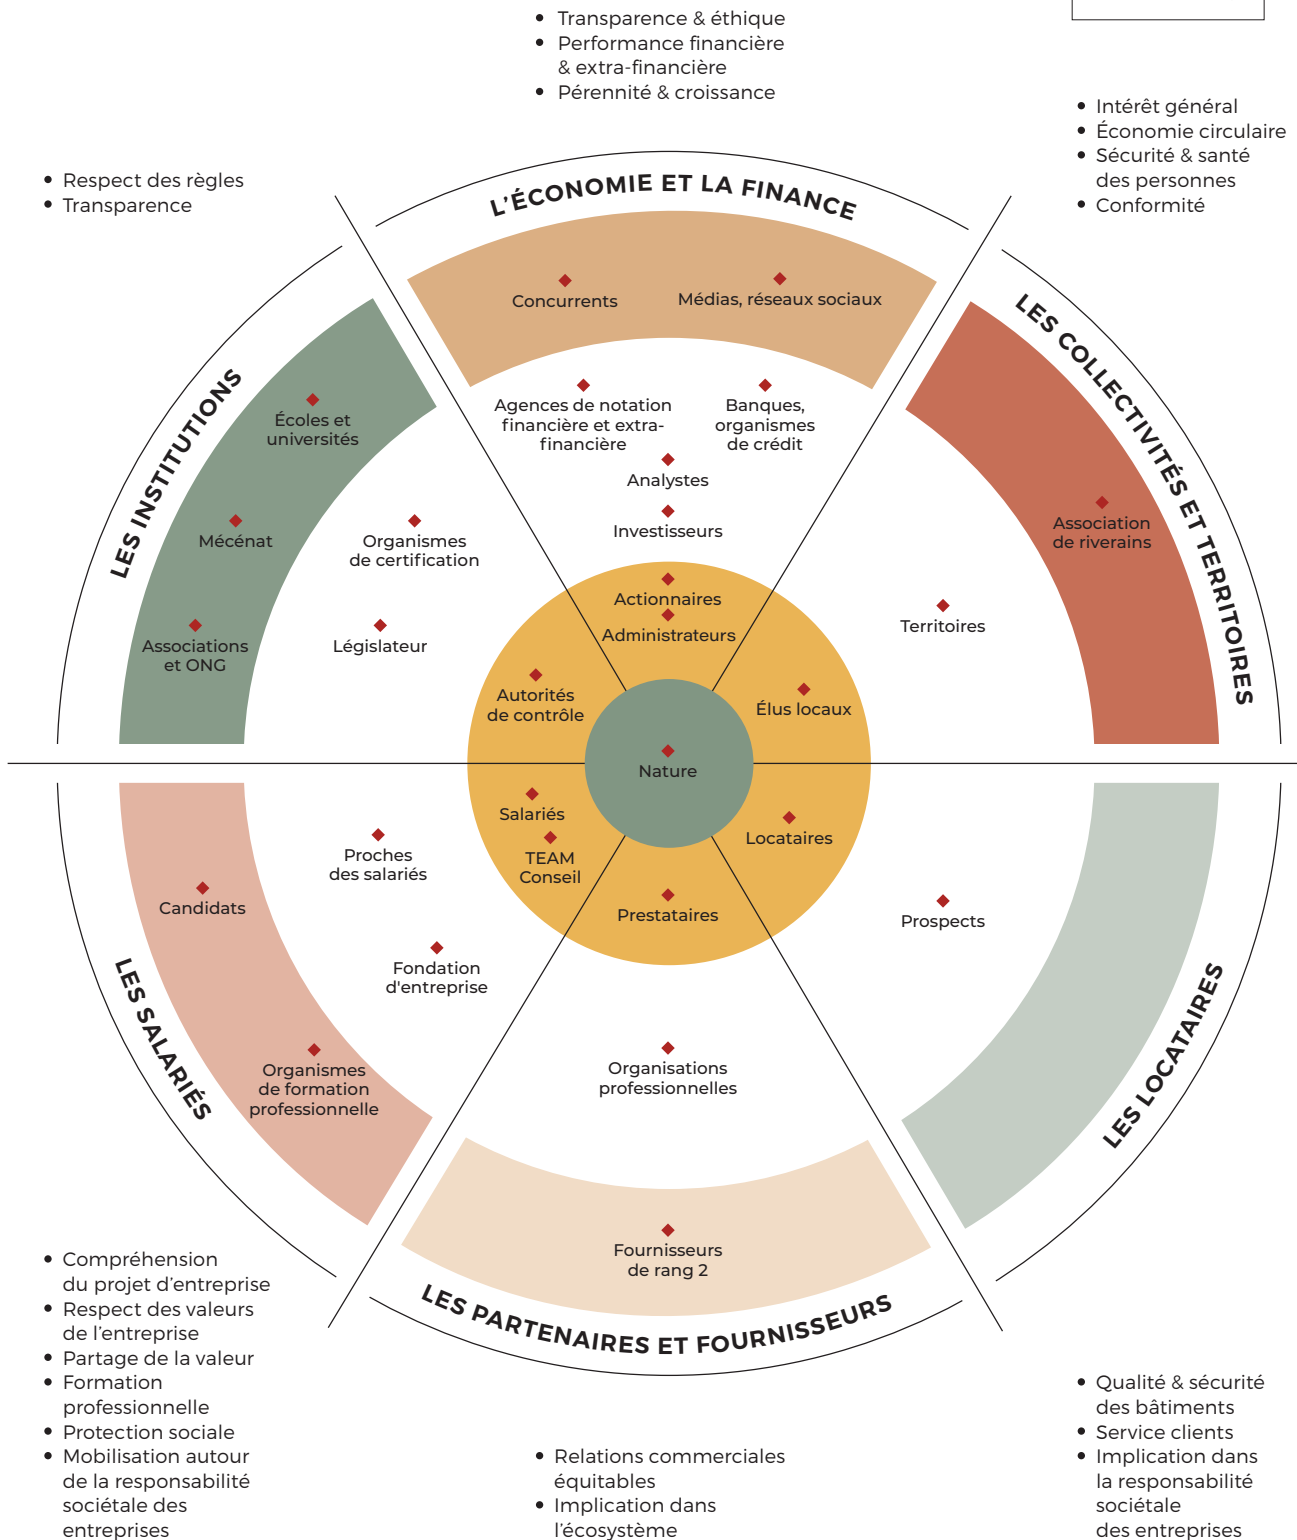 • Transparence & éthique
• Performance financière
& extra-financière
• Pérennité & croissance
• Intérêt général
• Économie circulaire
• Sécurité & santé
des personnes
• Conformité
• Respect des règles
• Transparence
L'ÉCONOMIE ET LA FINANCE
Concurrents
Médias, réseaux sociaux
Agences de notation
financière et extra-
financière
Banques,
organismes
de crédit
Analystes
Investisseurs
Actionnaires
Administrateurs
LES INSTITUTIONS
Écoles et
universités
Mécénat
Associations
et ONG
Organismes
de certification
Législateur
Autorités
de contrôle
LES COLLECTIVITÉS ET TERRITOIRES
Association
de riverains
Territoires
Élus locaux
Nature
LES SALARIÉS
Salariés
TEAM
Conseil
Proches
des salariés
Fondation
d'entreprise
Candidats
Organismes
de formation
professionnelle
Prestataires
Organisations
professionnelles
Fournisseurs
de rang 2
LES PARTENAIRES ET FOURNISSEURS
Locataires
Prospects
LES LOCATAIRES
• Compréhension
du projet d'entreprise
• Respect des valeurs
de l'entreprise
• Partage de la valeur
• Formation
professionnelle
• Protection sociale
• Mobilisation autour
de la responsabilité
sociétale des
entreprises
• Relations commerciales
équitables
• Implication dans
l'écosystème
• Qualité & sécurité
des bâtiments
• Service clients
• Implication dans
la responsabilité
sociétale
des entreprises